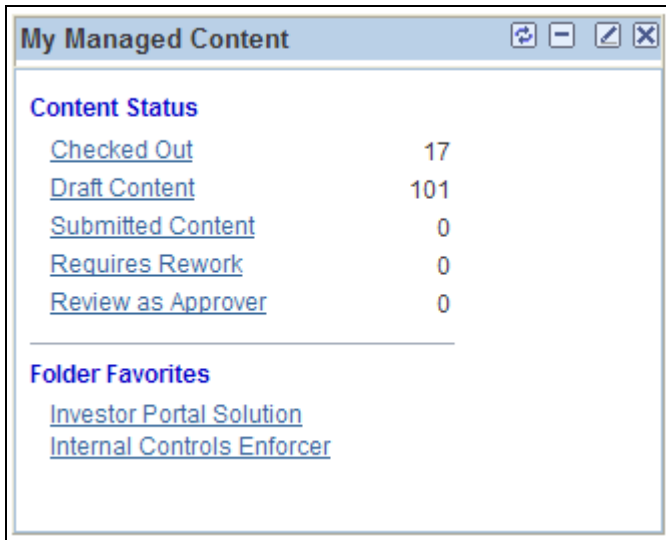 My Managed Content
Content Status
Checked Out 17
Draft Content 101
Submitted Content 0
Requires Rework 0
Review as Approver 0
Folder Favorites
Investor Portal Solution
Internal Controls Enforcer